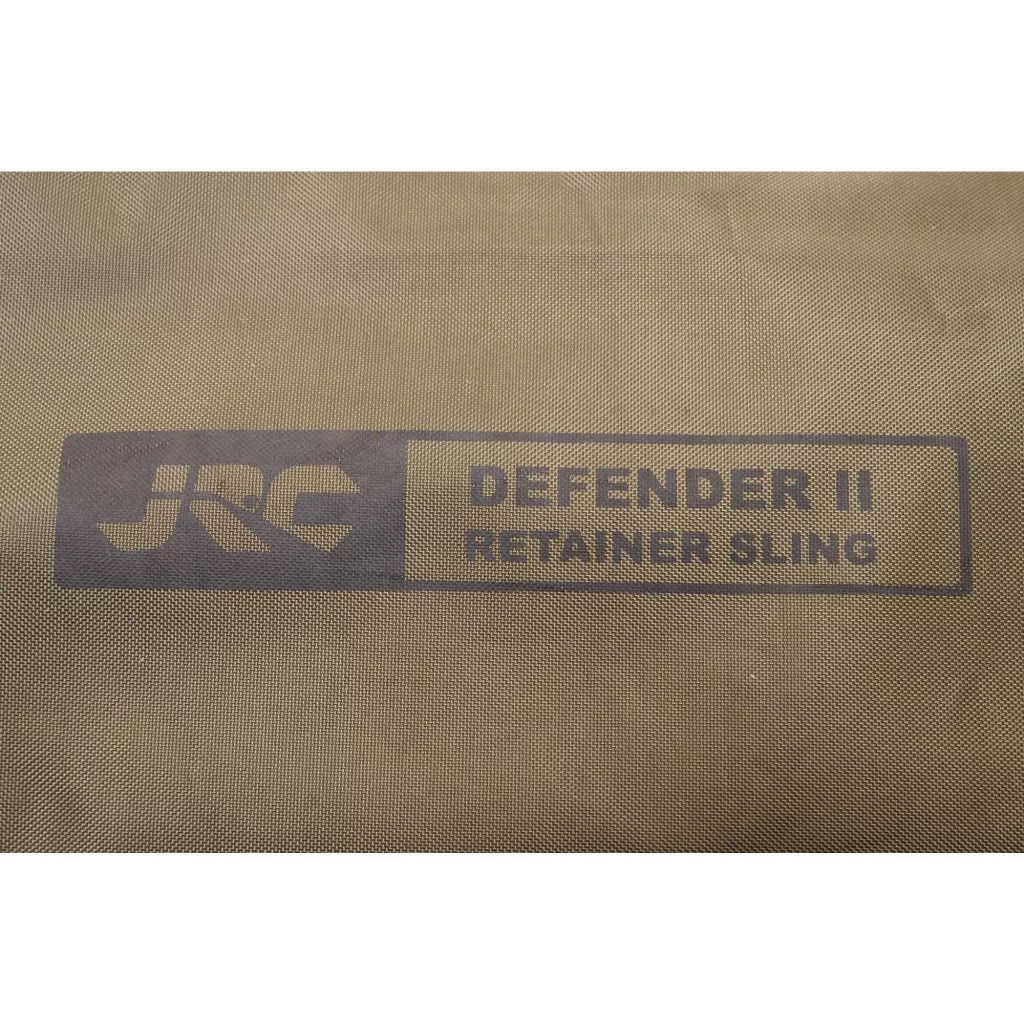 JRC
DEFENDER II
RETAINER SLING